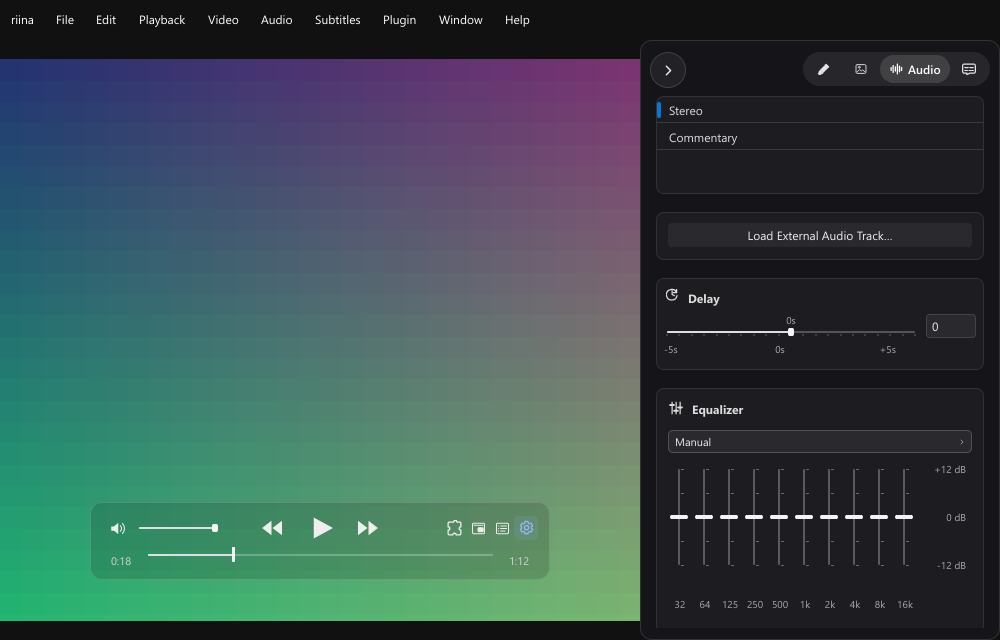 riina File Edit Playback Video Audio Subtitles Plugin Window Help
Audio
Stereo
Commentary
Load External Audio Track...
Delay
0s
0
-5s 0s +5s
Equalizer
Manual
+12 dB
0 dB
-12 dB
32 64 125 250 500 1k 2k 4k 8k 16k
0:18 1:12